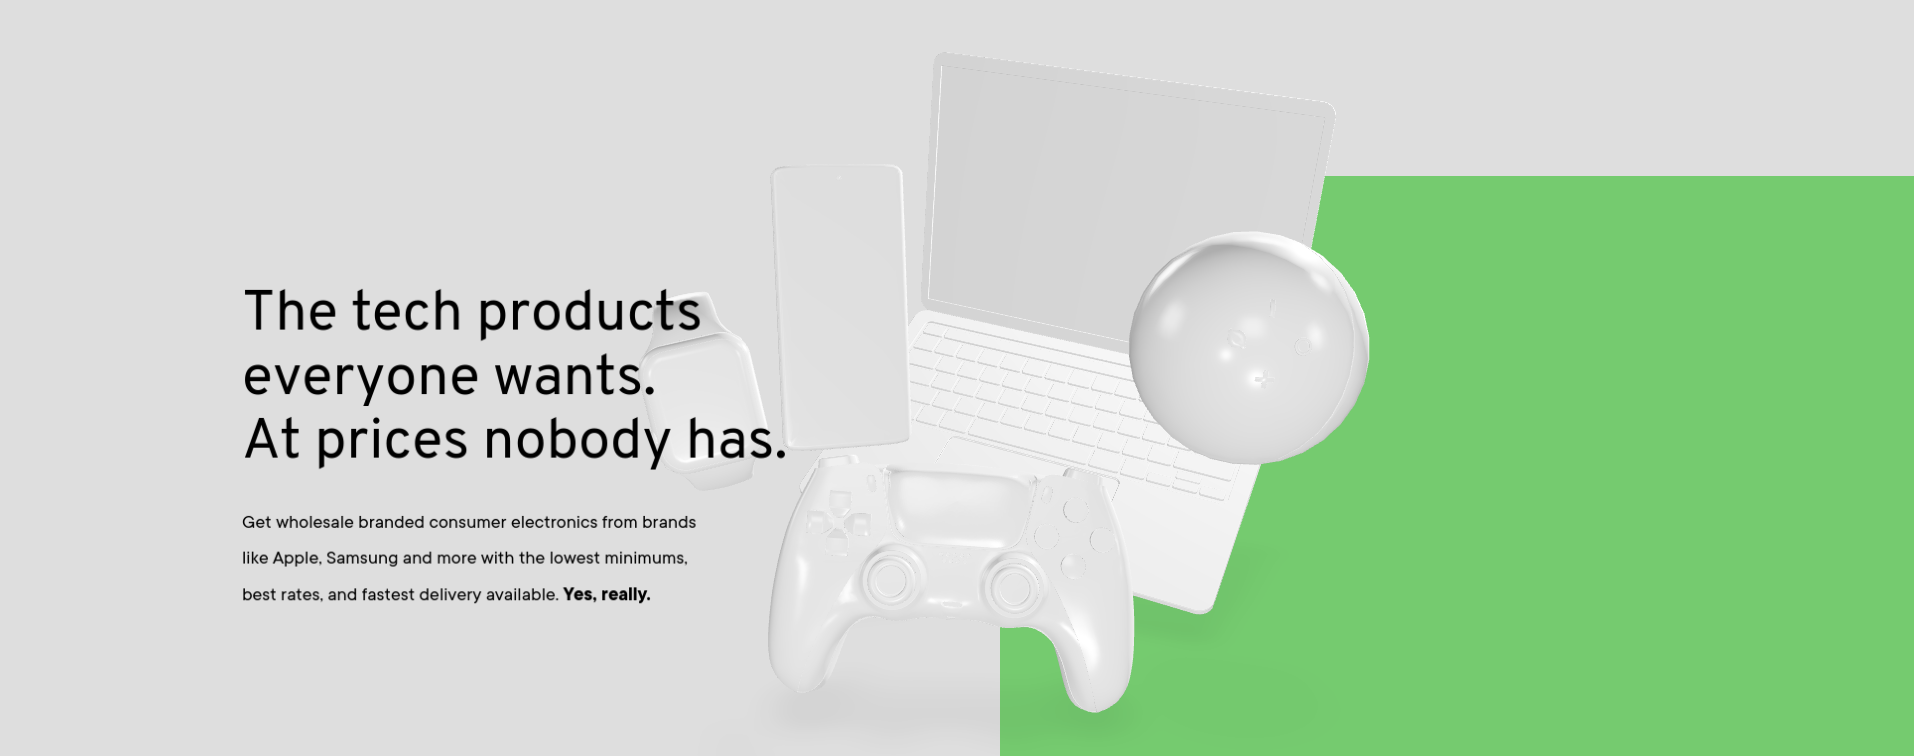 The tech products
everyone wants.
At prices nobody has.
Get wholesale branded consumer electronics from brands
like Apple, Samsung and more with the lowest minimums,
best rates, and fastest delivery available. Yes, really.